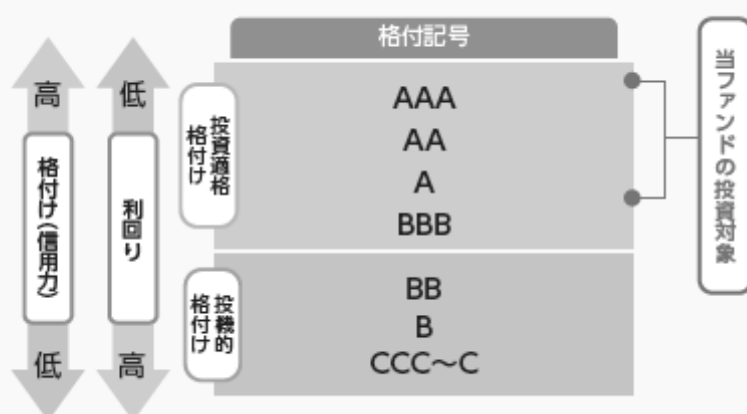 格付記号
高
格付け(信用力)
低
低
利回り
高
投資適格
格付け
AAA
AA
A
BBB
投機的
格付け
BB
B
CCC～C
当ファンドの投資対象